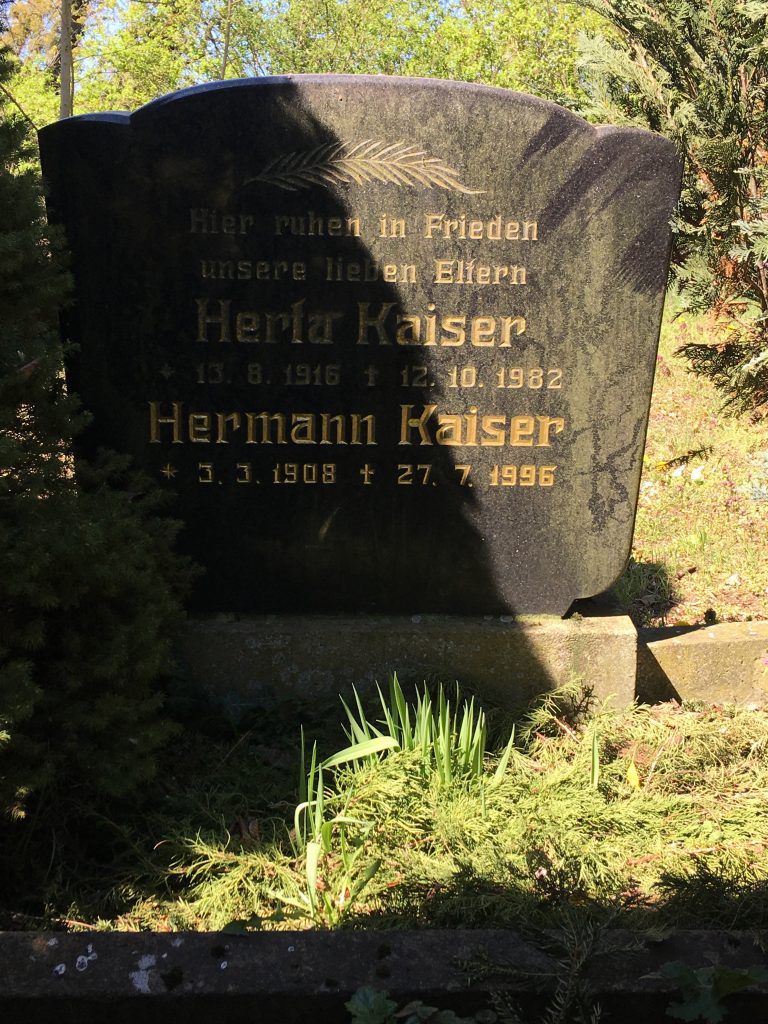 Hier ruhen in Frieden
unsere lieben Eltern
Herta Kaiser
* 13. 8. 1916 † 12. 10. 1982
Hermann Kaiser
* 3. 3. 1908 † 27. 7. 1996